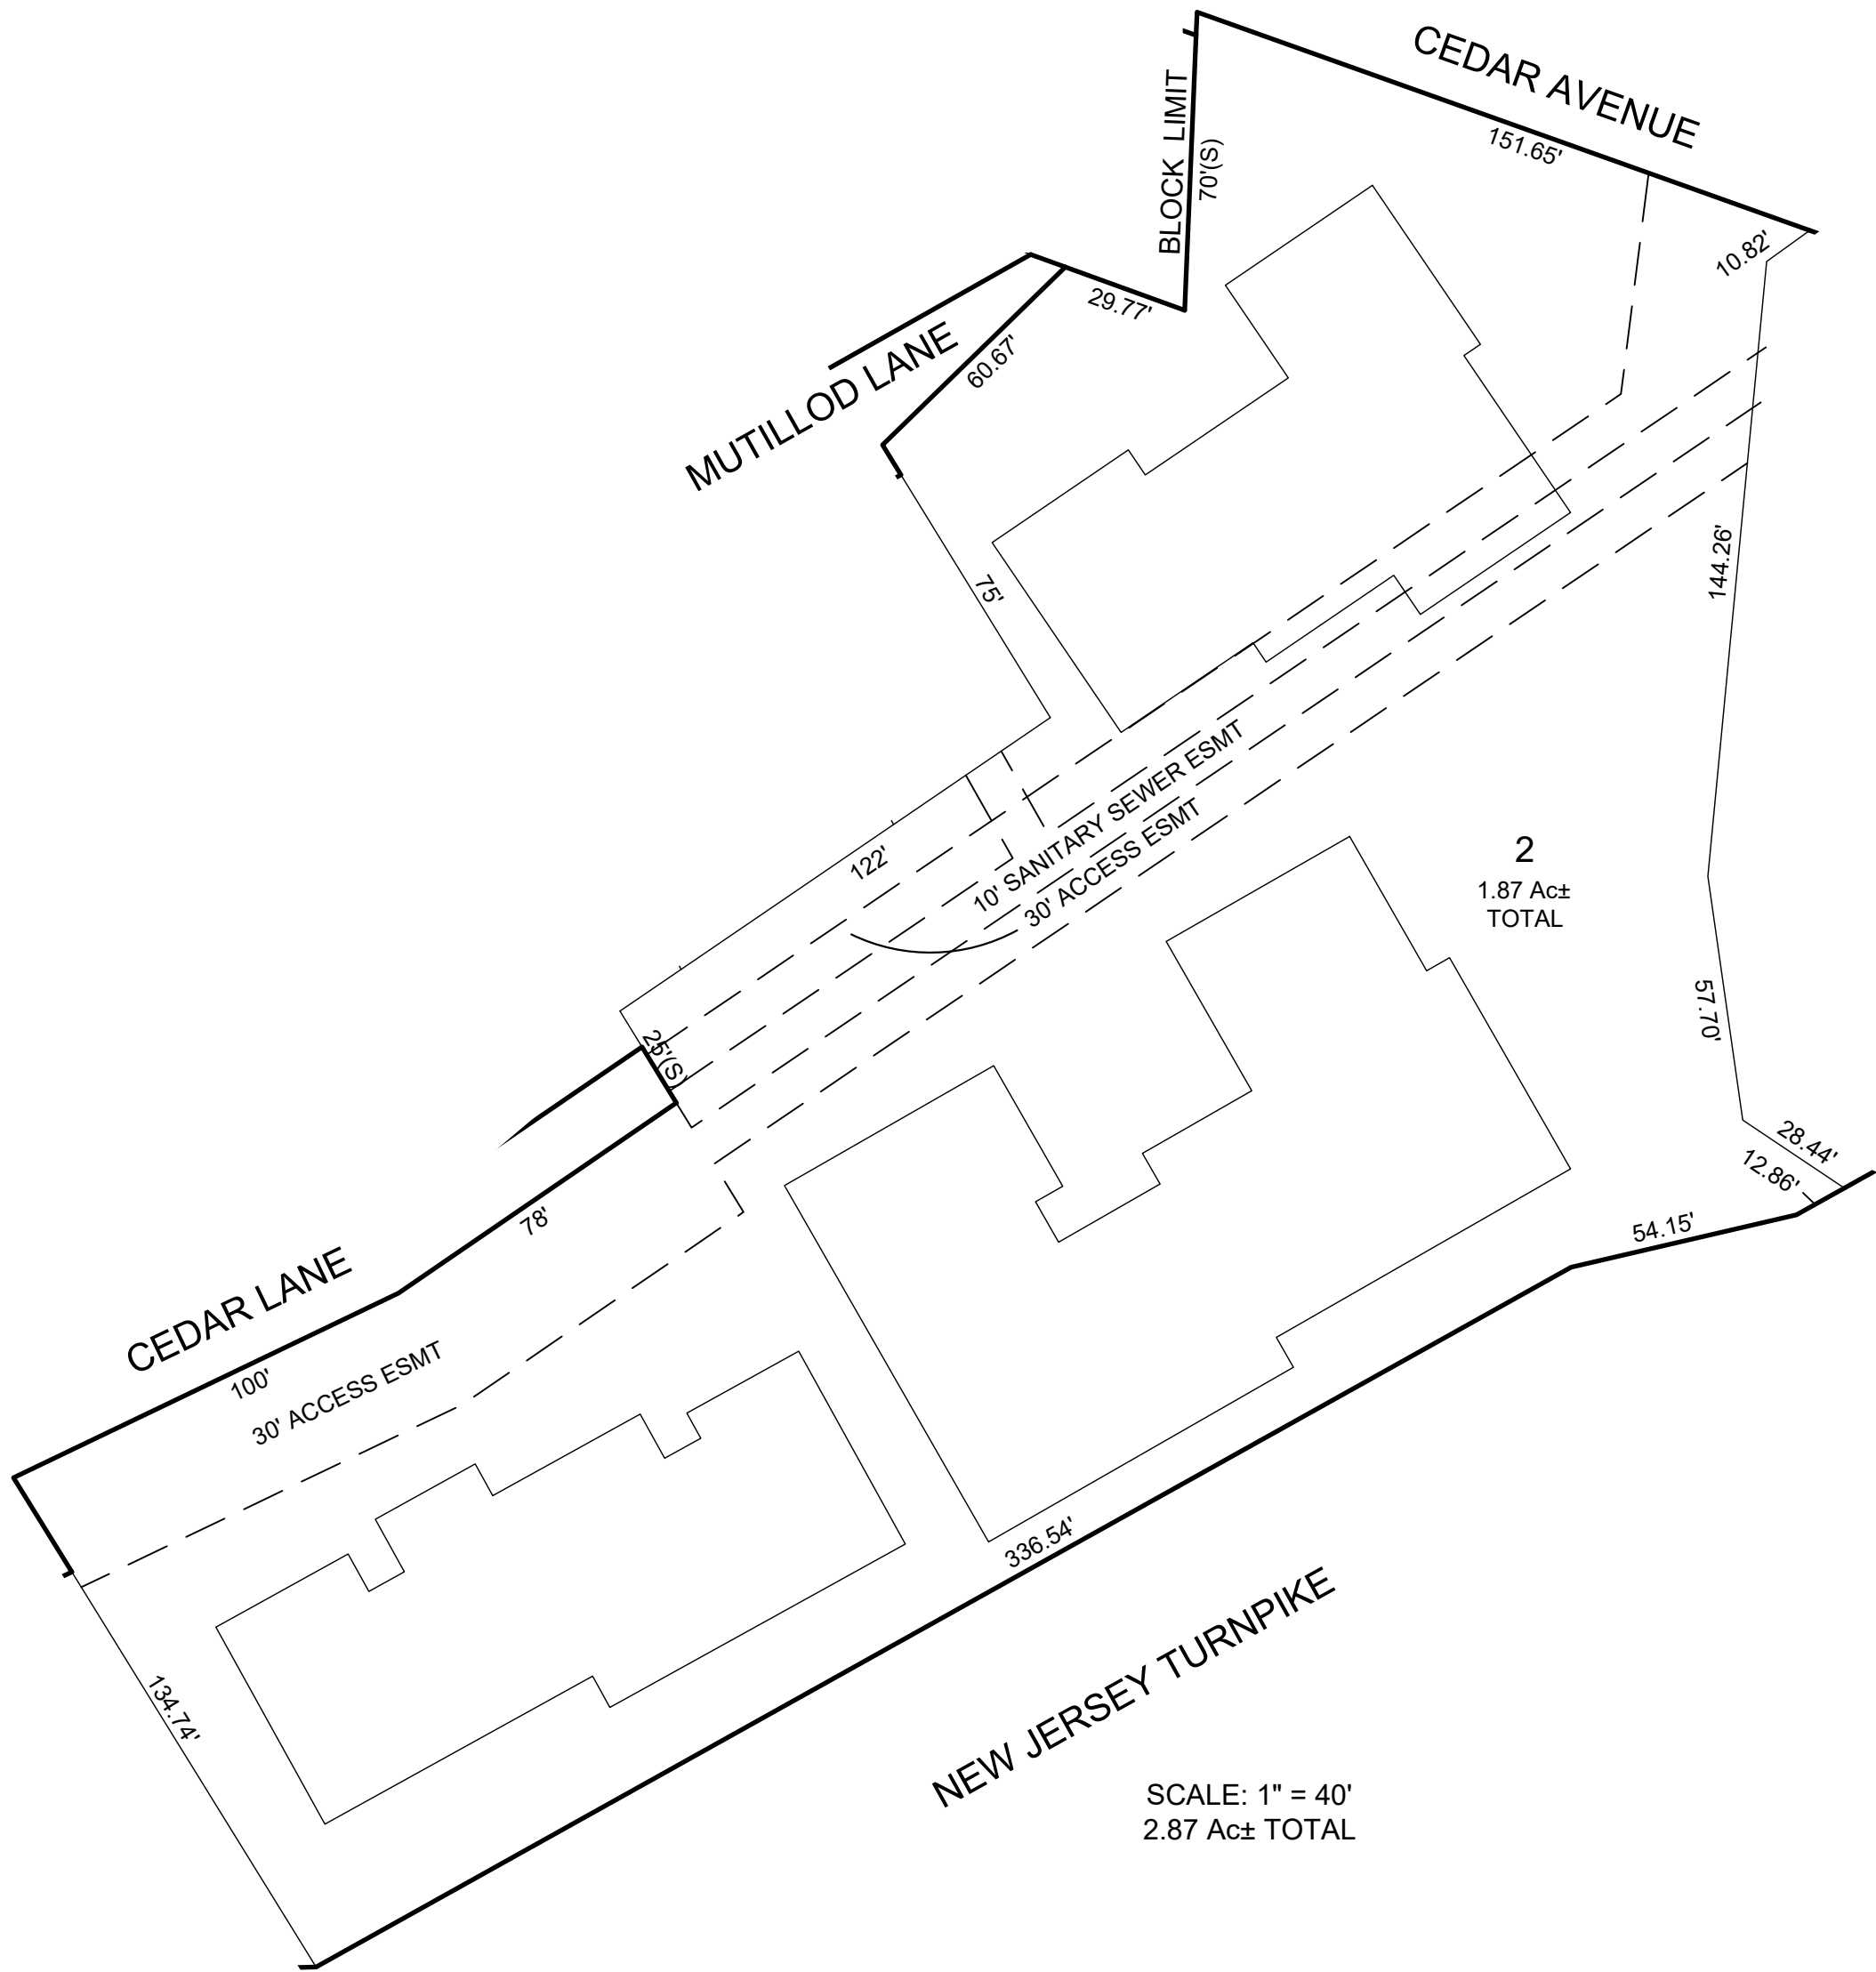 CEDAR AVENUE
151.65'
BLOCK LIMIT
70'(S)
10.82'
29.77'
MUTILLOD LANE
60.67'
144.26'
75'
10' SANITARY SEWER ESMT
30' ACCESS ESMT
122'
2
1.87 Ac±
TOTAL
25'(S)
57.70'
28.44'
12.86'
54.15'
78'
CEDAR LANE
100'
30' ACCESS ESMT
336.54'
134.74'
NEW JERSEY TURNPIKE
SCALE: 1" = 40'
2.87 Ac± TOTAL